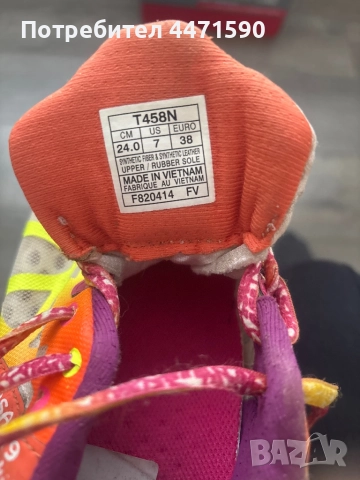 Потребител 4471590
T458N
CM US EURO
24.0 7 38
SYNTHETIC FIBER & SYNTHETIC LEATHER
UPPER / RUBBER SOLE
MADE IN VIETNAM
FABRIQUE AU VIETNAM
F820414 FV
BAZAR